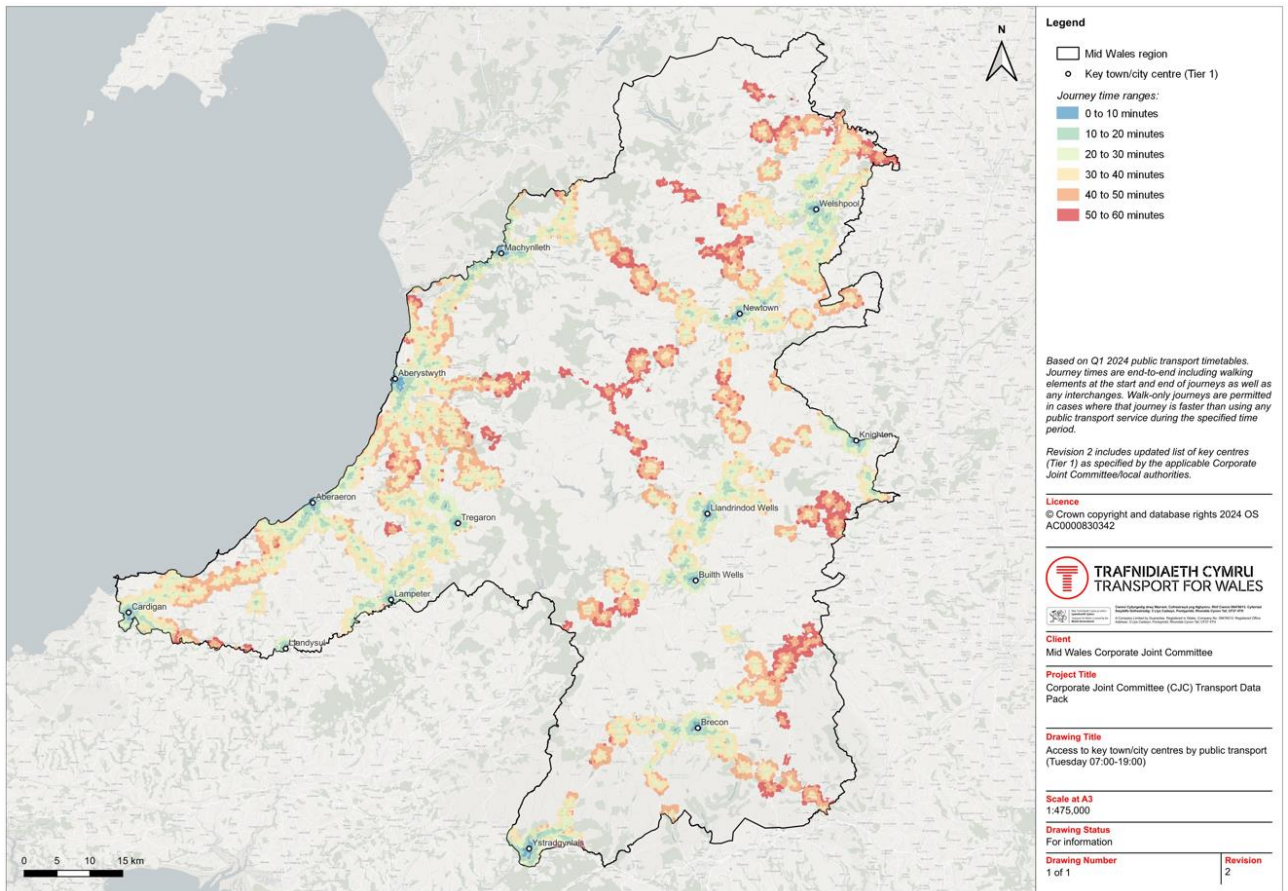 N
Machynlleth
Welshpool
Newtown
Aberystwyth
Knighton
Aberaeron
Tregaron
Llandrindod Wells
Builth Wells
Lampeter
Cardigan
Llandysul
Brecon
Ystradgynlais
0 5 10 15 km
Legend
Mid Wales region
Key town/city centre (Tier 1)
Journey time ranges:
0 to 10 minutes
10 to 20 minutes
20 to 30 minutes
30 to 40 minutes
40 to 50 minutes
50 to 60 minutes
Based on Q1 2024 public transport timetables.
Journey times are end-to-end including walking
elements at the start and end of journeys as well as
any interchanges. Walk-only journeys are permitted
in cases where that journey is faster than using any
public transport service during the specified time
period.
Revision 2 includes updated list of key centres
(Tier 1) as specified by the applicable Corporate
Joint Committee/local authorities.
Licence
© Crown copyright and database rights 2024 OS
AC0000830342
TRAFNIDIAETH CYMRU
TRANSPORT FOR WALES
Client
Mid Wales Corporate Joint Committee
Project Title
Corporate Joint Committee (CJC) Transport Data
Pack
Drawing Title
Access to key town/city centres by public transport
(Tuesday 07:00-19:00)
Scale at A3
1:475,000
Drawing Status
For information
Drawing Number
1 of 1
Revision
2